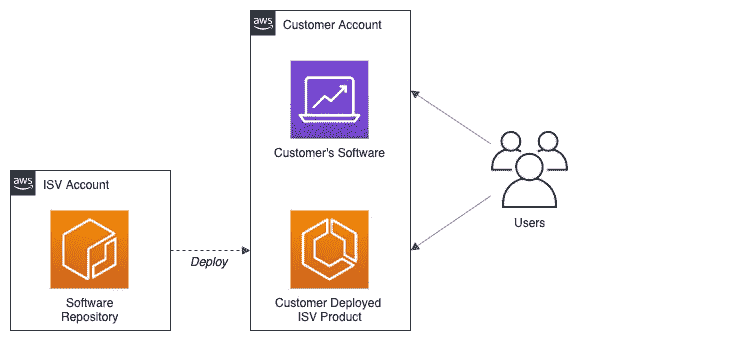 aws
Customer Account
Customer's Software
aws
ISV Account
Users
Deploy
Software
Repository
Customer Deployed
ISV Product